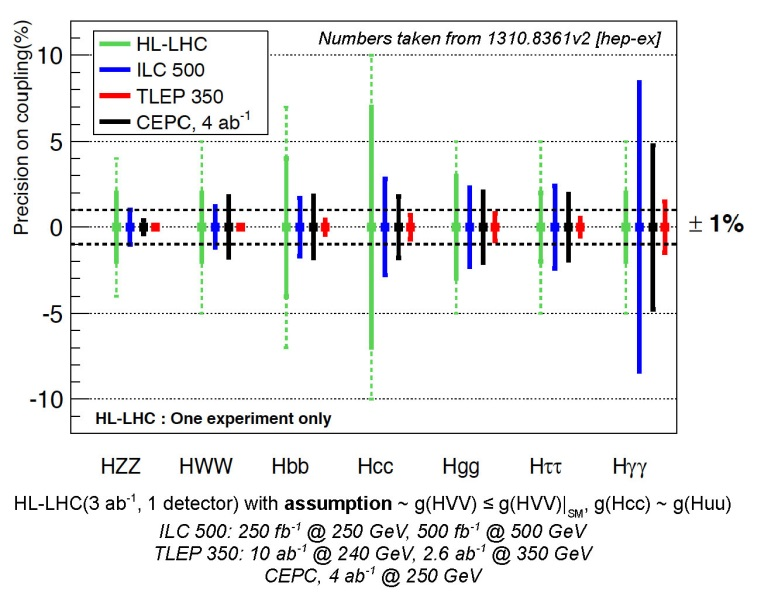 Numbers taken from 1310.8361v2 [hep-ex]
HL-LHC
ILC 500
TLEP 350
CEPC, 4 ab⁻¹
Precision on coupling(%)
10
5
0
-5
-10
± 1%
HL-LHC : One experiment only
HZZ HWW Hbb Hcc Hgg Hττ Hγγ
HL-LHC(3 ab⁻¹, 1 detector) with assumption ~ g(HVV) ≤ g(HVV)|SM, g(Hcc) ~ g(Huu)
ILC 500: 250 fb⁻¹ @ 250 GeV, 500 fb⁻¹ @ 500 GeV
TLEP 350: 10 ab⁻¹ @ 240 GeV, 2.6 ab⁻¹ @ 350 GeV
CEPC, 4 ab⁻¹ @ 250 GeV